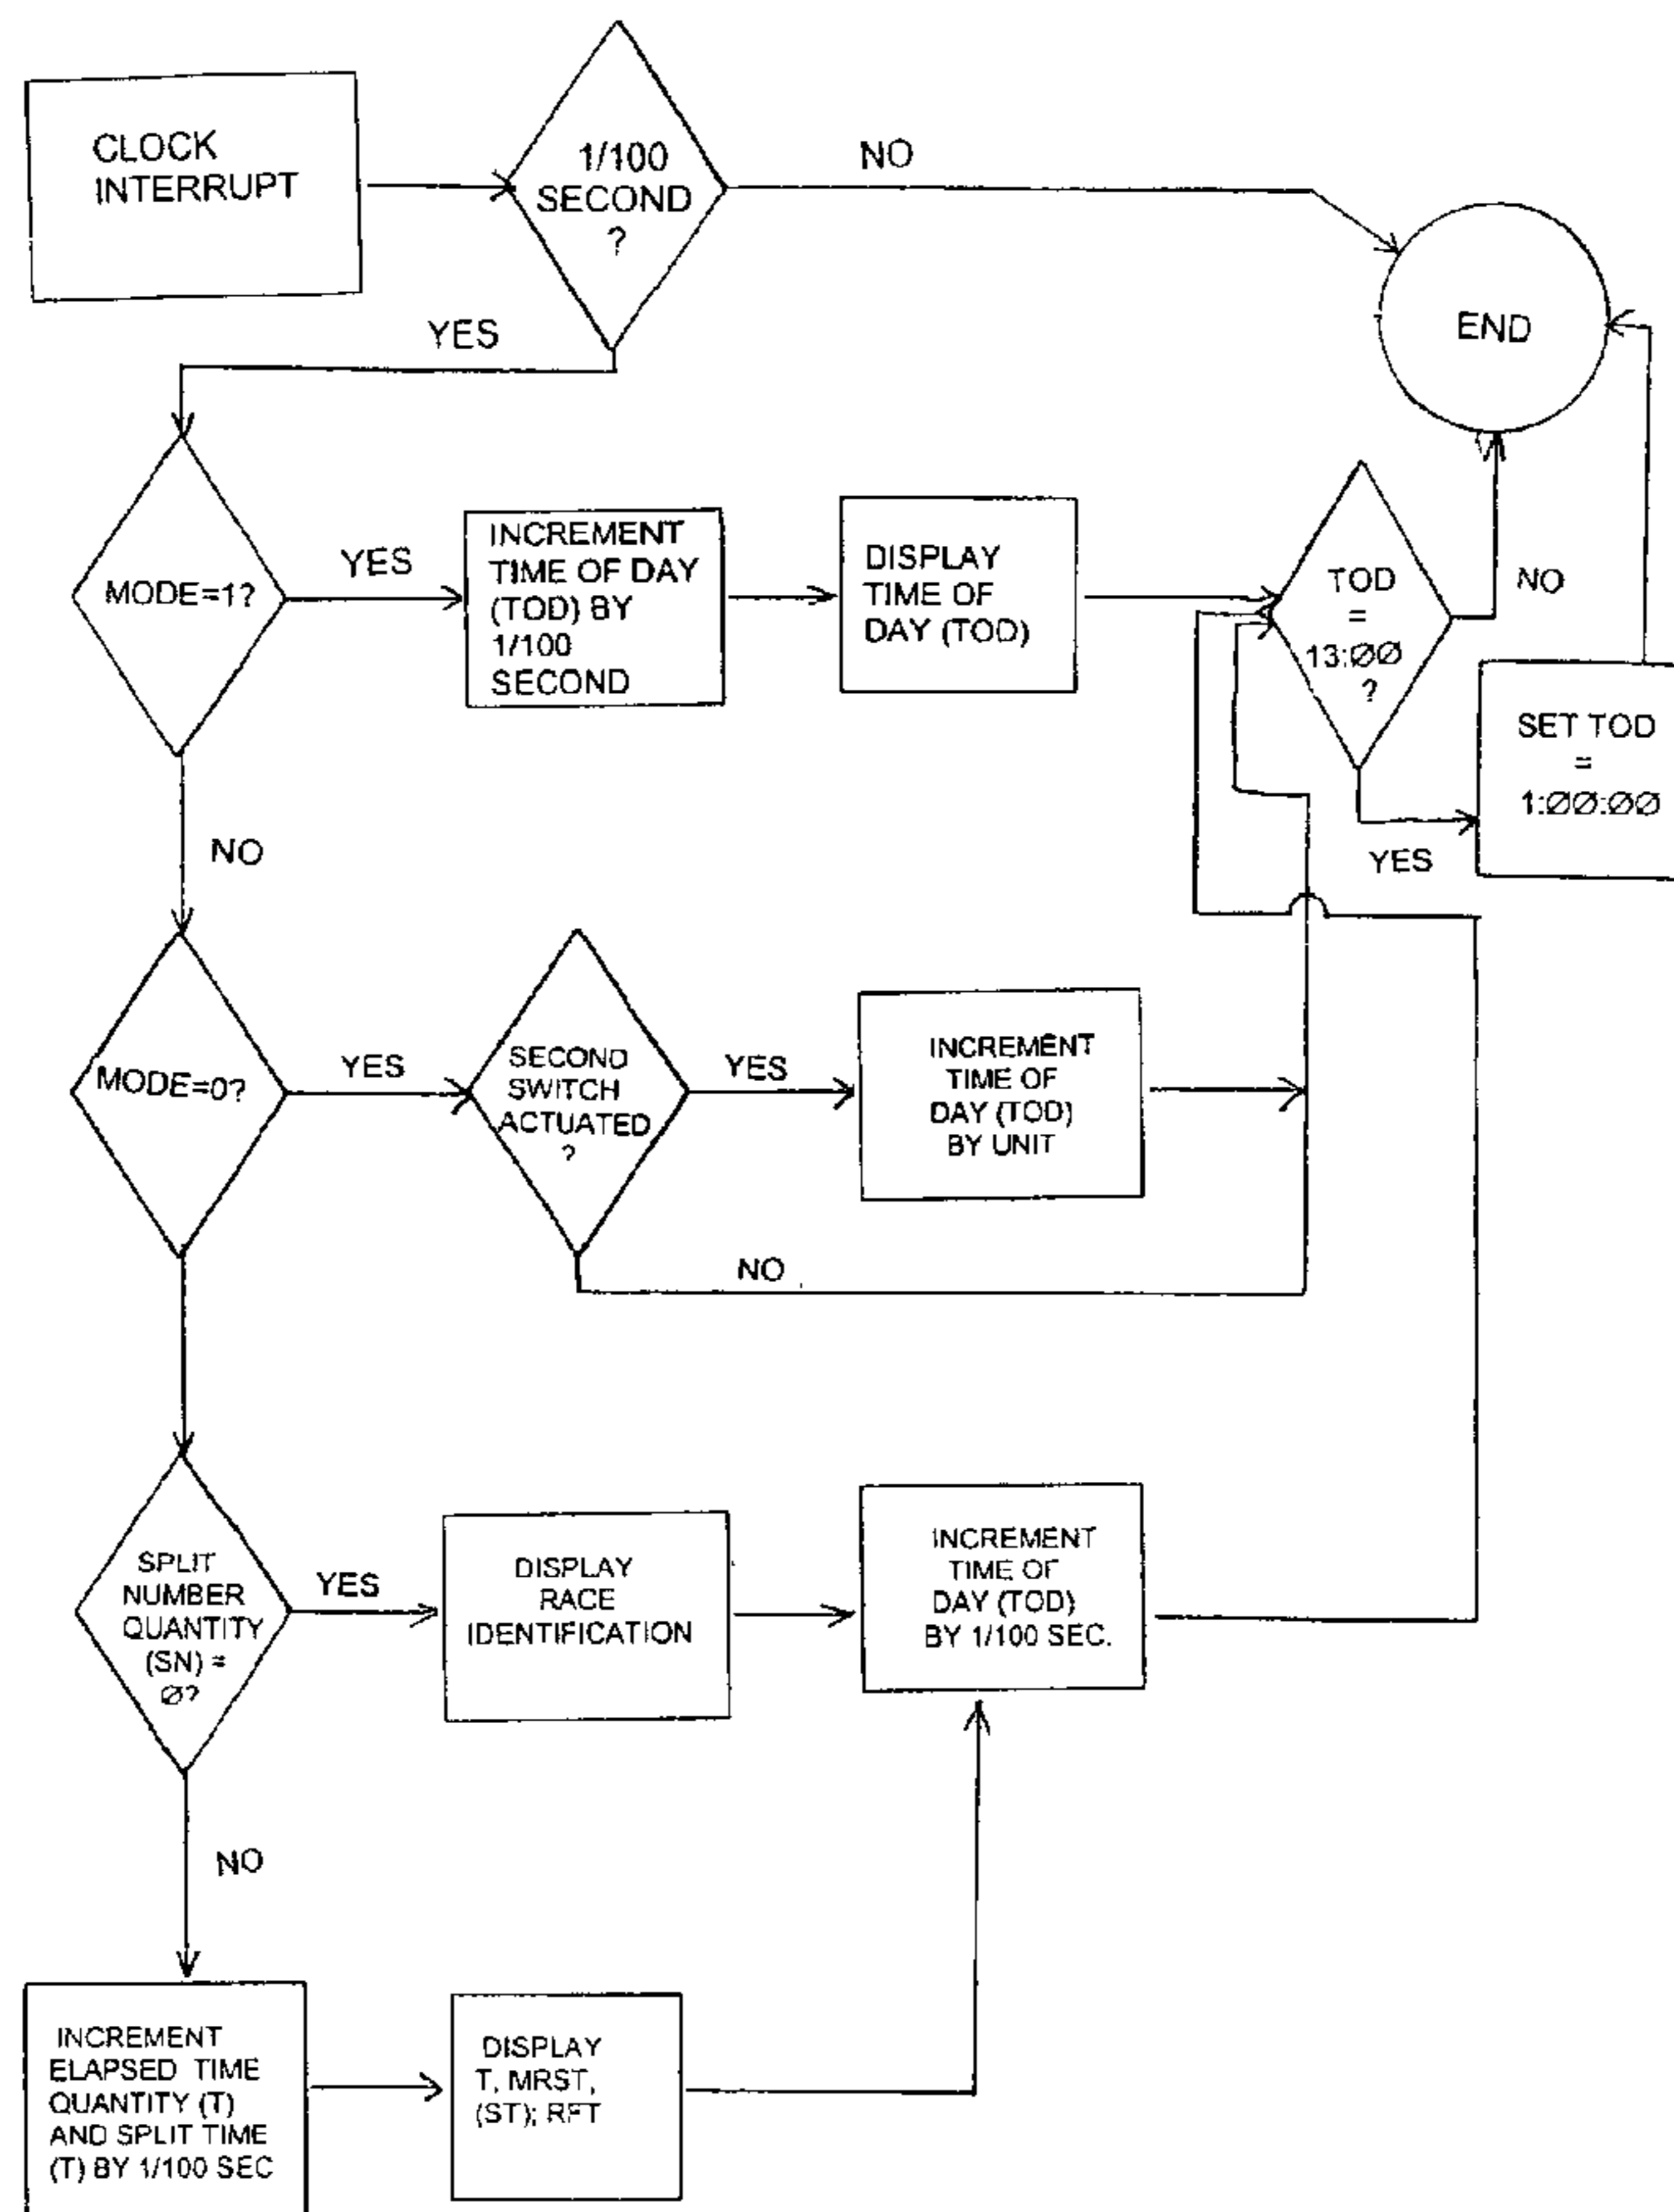 CLOCK
INTERRUPT
1/100
SECOND
?
NO
END
YES
MODE=1?
YES
INCREMENT
TIME OF DAY
(TOD) BY
1/100
SECOND
DISPLAY
TIME OF
DAY (TOD)
TOD
=
13:ØØ
?
NO
SET TOD
=
1:ØØ:ØØ
YES
NO
MODE=0?
YES
SECOND
SWITCH
ACTUATED
?
YES
INCREMENT
TIME OF
DAY (TOD)
BY UNIT
NO
SPLIT
NUMBER
QUANTITY
(SN) =
Ø?
YES
DISPLAY
RACE
IDENTIFICATION
INCREMENT
TIME OF
DAY (TOD)
BY 1/100 SEC.
NO
INCREMENT
ELAPSED TIME
QUANTITY (T)
AND SPLIT TIME
(T) BY 1/100 SEC
DISPLAY
T, MRST,
(ST); RFT